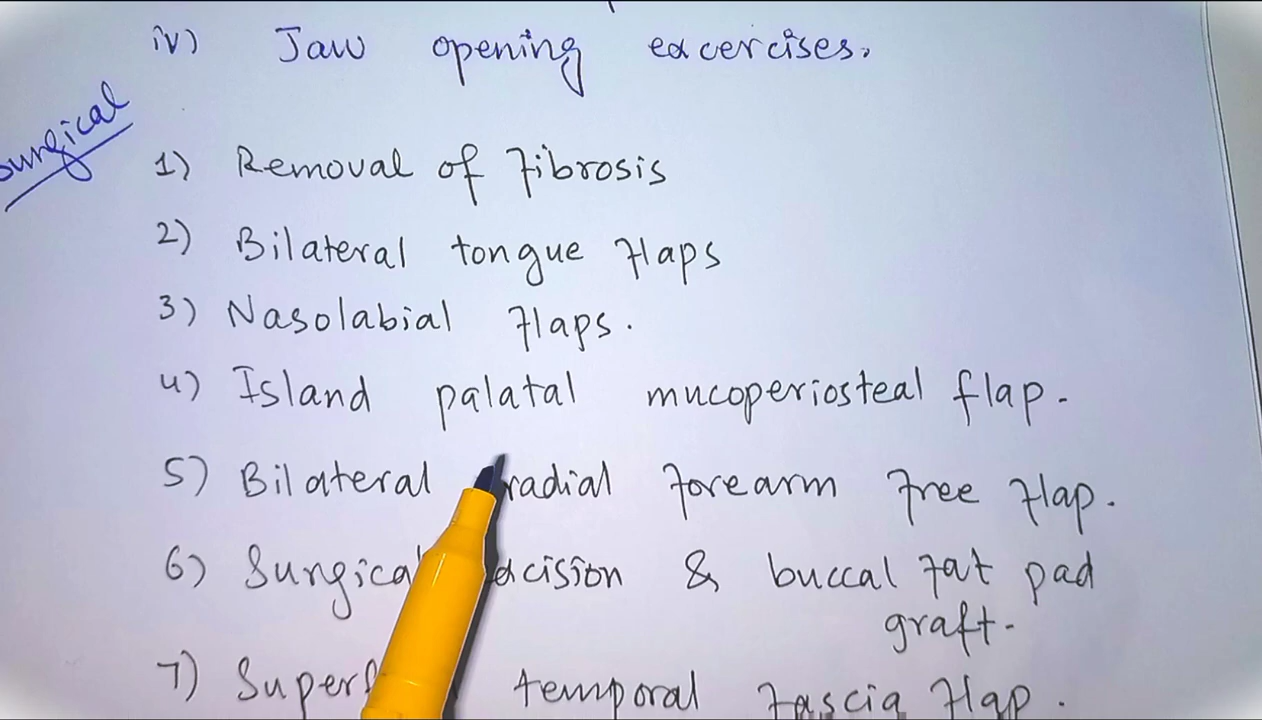 iv) Jaw opening excercises.
Surgical
1) Removal of fibrosis
2) Bilateral tongue flaps
3) Nasolabial flaps.
4) Island palatal mucoperiosteal flap.
5) Bilateral radial forearm free flap.
6) Surgical excision & buccal fat pad
graft.
7) temporal fascia flap.